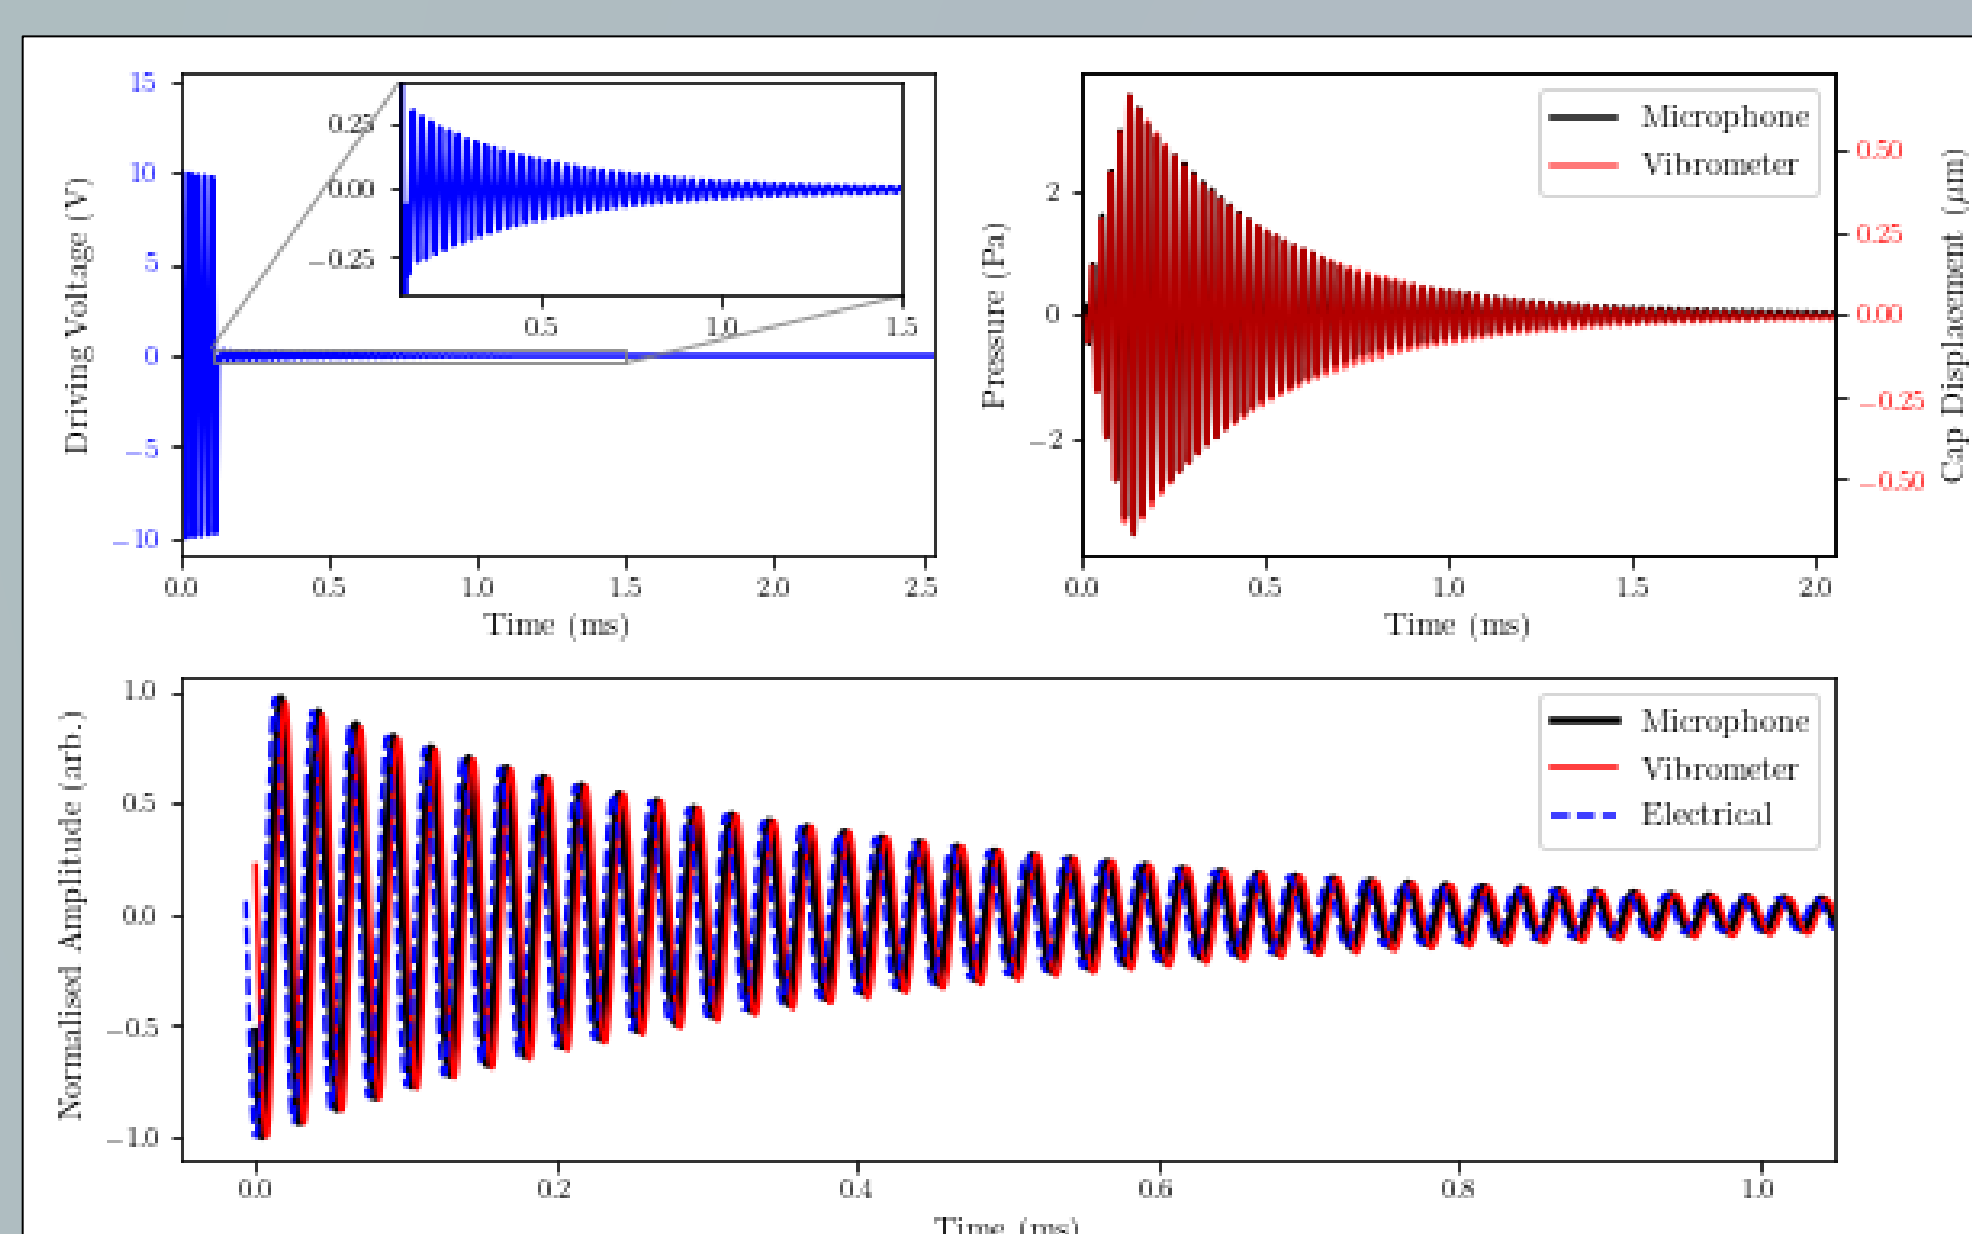 Driving Voltage (V)
15
10
5
0
−5
−10
0.25
0.00
−0.25
0.5 1.0 1.5
0.0 0.5 1.0 1.5 2.0 2.5
Time (ms)
Pressure (Pa)
2
0
−2
Microphone
Vibrometer
0.50
0.25
0.00
−0.25
−0.50
Cap Displacement (μm)
0.0 0.5 1.0 1.5 2.0
Time (ms)
Normalised Amplitude (arb.)
1.0
0.5
0.0
−0.5
−1.0
Microphone
Vibrometer
Electrical
0.0 0.2 0.4 0.6 0.8 1.0
Time (ms)